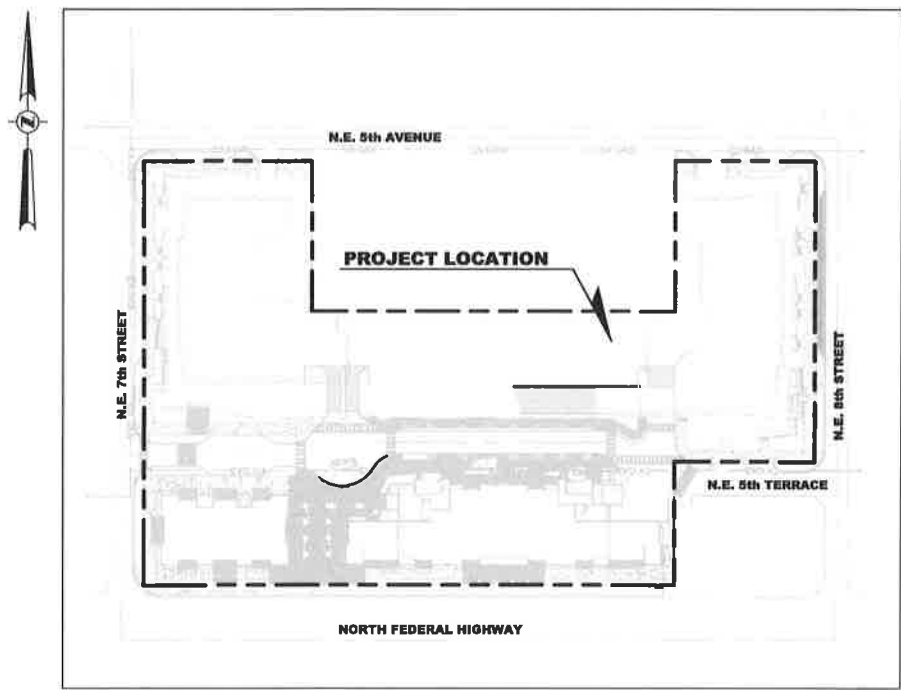 N.E. 5th AVENUE
PROJECT LOCATION
N.E. 7th STREET
N.E. 8th STREET
N.E. 5th TERRACE
NORTH FEDERAL HIGHWAY